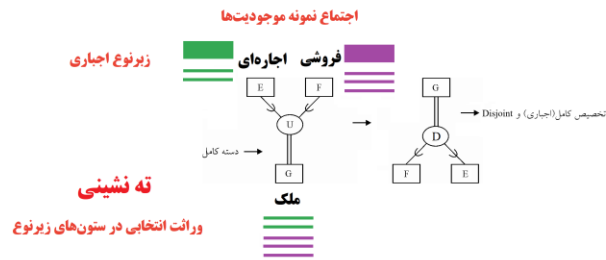 اجتماع نمونه موجودیت‌ها
زیرنوع اجباری
اجاره‌ای
فروشی
E
F
G
U
D
تخصیص کامل(اجباری) و Disjoint
دسته کامل
G
F
E
ته نشینی
ملک
وراثت انتخابی در ستون‌های زیرنوع